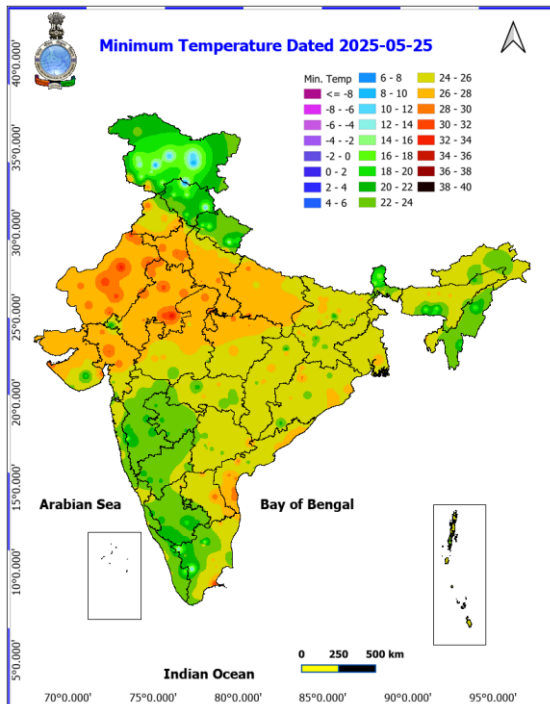 Minimum Temperature Dated 2025-05-25
Min. Temp
<= -8
-8 - -6
-6 - -4
-4 - -2
-2 - 0
0 - 2
2 - 4
4 - 6
6 - 8
8 - 10
10 - 12
12 - 14
14 - 16
16 - 18
18 - 20
20 - 22
22 - 24
24 - 26
26 - 28
28 - 30
30 - 32
32 - 34
34 - 36
36 - 38
38 - 40
40°0.000'
35°0.000'
30°0.000'
25°0.000'
20°0.000'
15°0.000'
10°0.000'
5°0.000'
Arabian Sea
Bay of Bengal
0 250 500 km
Indian Ocean
70°0.000' 75°0.000' 80°0.000' 85°0.000' 90°0.000' 95°0.000'